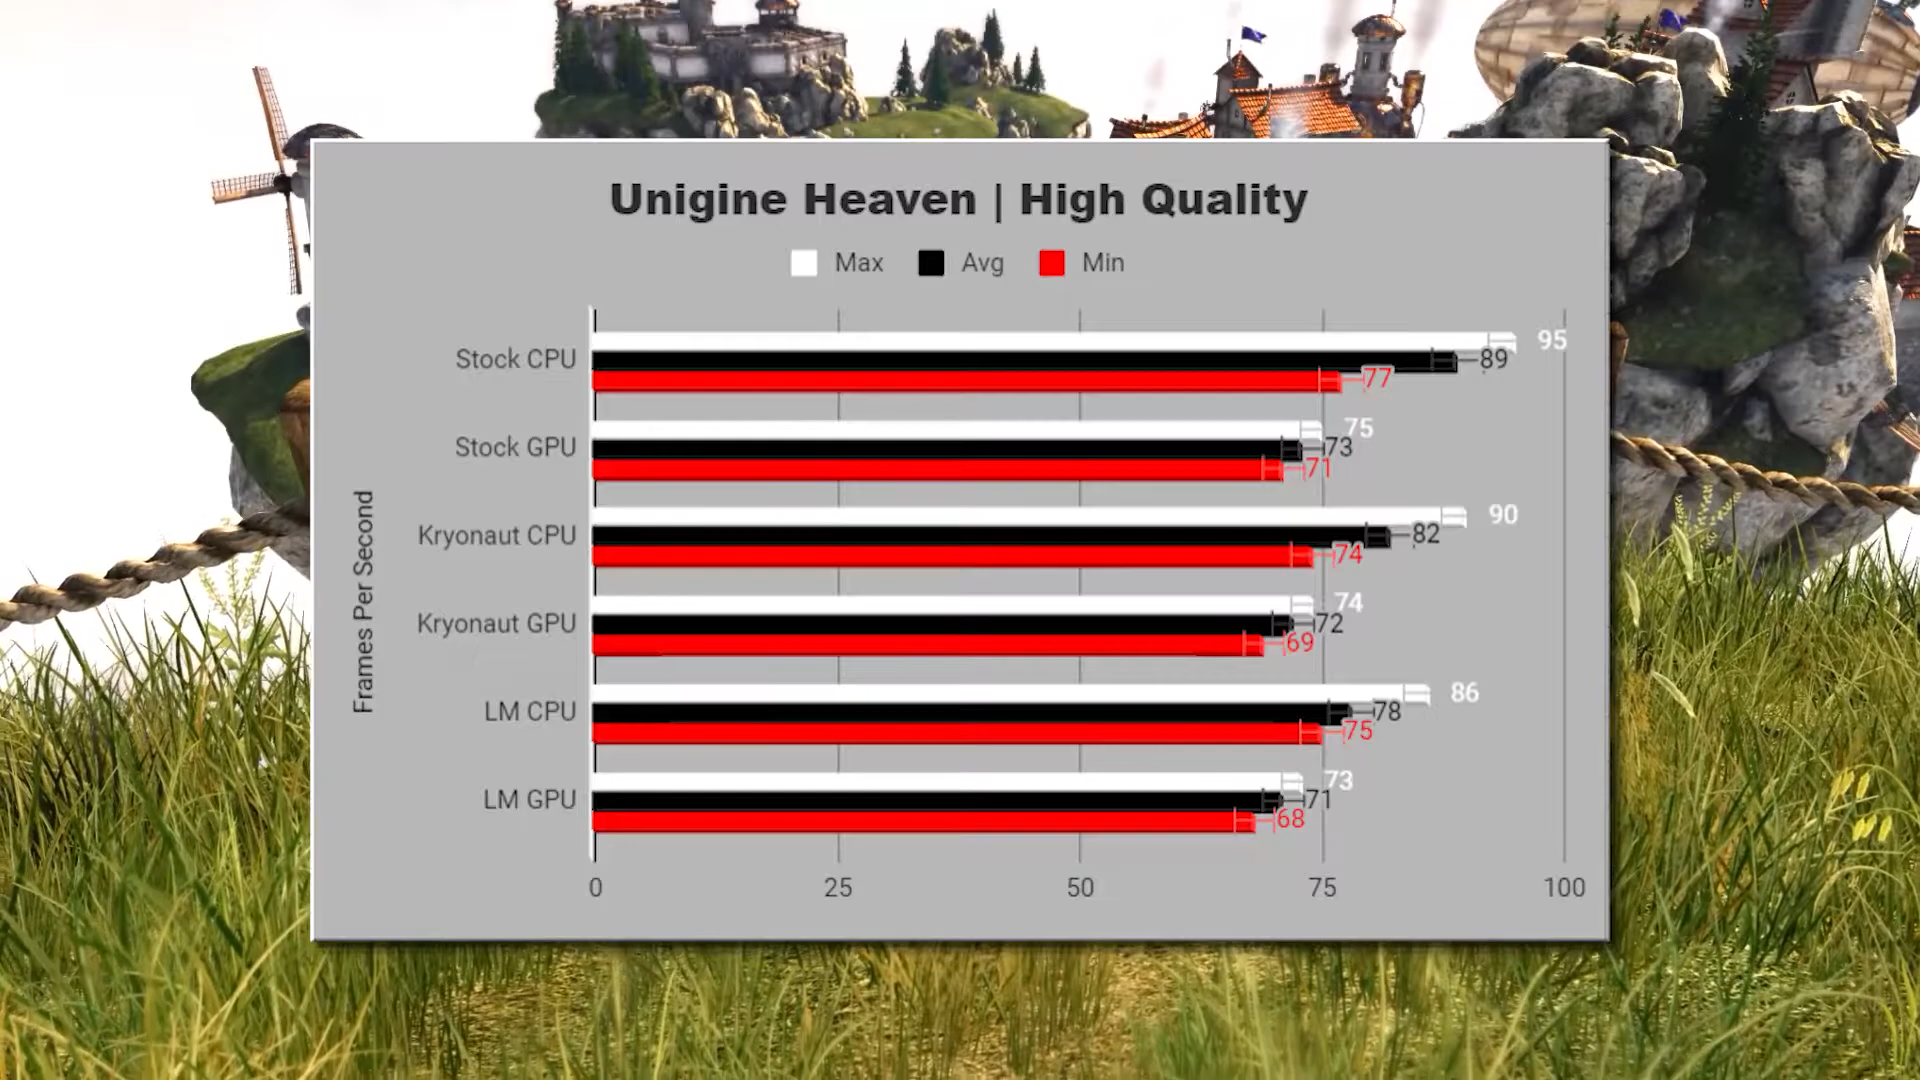 Unigine Heaven | High Quality
Max Avg Min
Frames Per Second
Stock CPU 95 89 77
Stock GPU 75 73 71
Kryonaut CPU 90 82 74
Kryonaut GPU 74 72 69
LM CPU 86 78 75
LM GPU 73 71 68
0 25 50 75 100